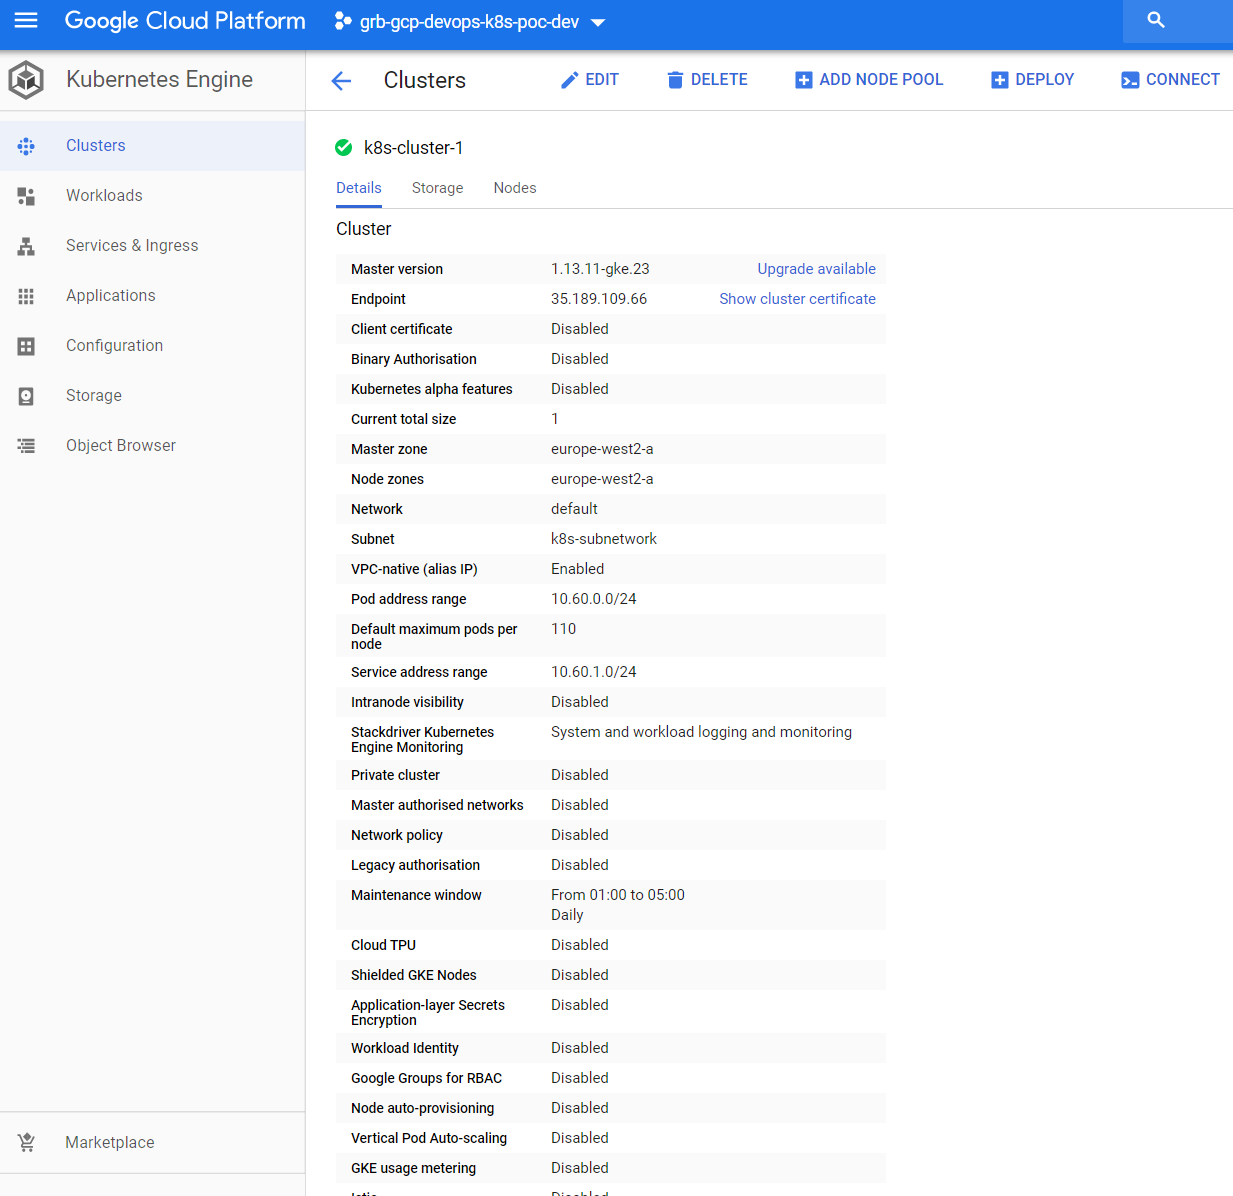 Google Cloud Platform
grb-gcp-devops-k8s-poc-dev
Kubernetes Engine
Clusters
EDIT
DELETE
ADD NODE POOL
DEPLOY
CONNECT
Clusters
Workloads
Services & Ingress
Applications
Configuration
Storage
Object Browser
Marketplace
k8s-cluster-1
Details
Storage
Nodes
Cluster
Master version 1.13.11-gke.23 Upgrade available
Endpoint 35.189.109.66 Show cluster certificate
Client certificate Disabled
Binary Authorisation Disabled
Kubernetes alpha features Disabled
Current total size 1
Master zone europe-west2-a
Node zones europe-west2-a
Network default
Subnet k8s-subnetwork
VPC-native (alias IP) Enabled
Pod address range 10.60.0.0/24
Default maximum pods per 110
node
Service address range 10.60.1.0/24
Intranode visibility Disabled
Stackdriver Kubernetes System and workload logging and monitoring
Engine Monitoring
Private cluster Disabled
Master authorised networks Disabled
Network policy Disabled
Legacy authorisation Disabled
Maintenance window From 01:00 to 05:00
Daily
Cloud TPU Disabled
Shielded GKE Nodes Disabled
Application-layer Secrets Disabled
Encryption
Workload Identity Disabled
Google Groups for RBAC Disabled
Node auto-provisioning Disabled
Vertical Pod Auto-scaling Disabled
GKE usage metering Disabled